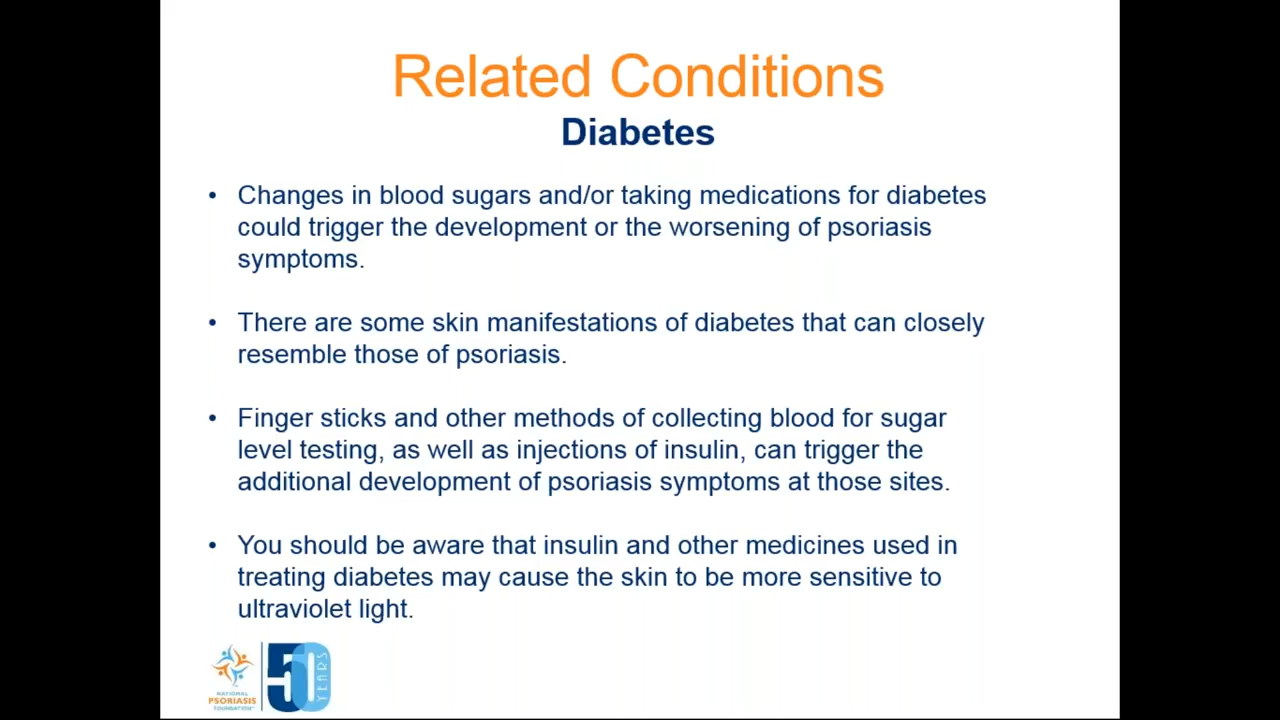 Related Conditions
Diabetes
• Changes in blood sugars and/or taking medications for diabetes
could trigger the development or the worsening of psoriasis
symptoms.
• There are some skin manifestations of diabetes that can closely
resemble those of psoriasis.
• Finger sticks and other methods of collecting blood for sugar
level testing, as well as injections of insulin, can trigger the
additional development of psoriasis symptoms at those sites.
• You should be aware that insulin and other medicines used in
treating diabetes may cause the skin to be more sensitive to
ultraviolet light.
NATIONAL
PSORIASIS
FOUNDATION
50
YEARS